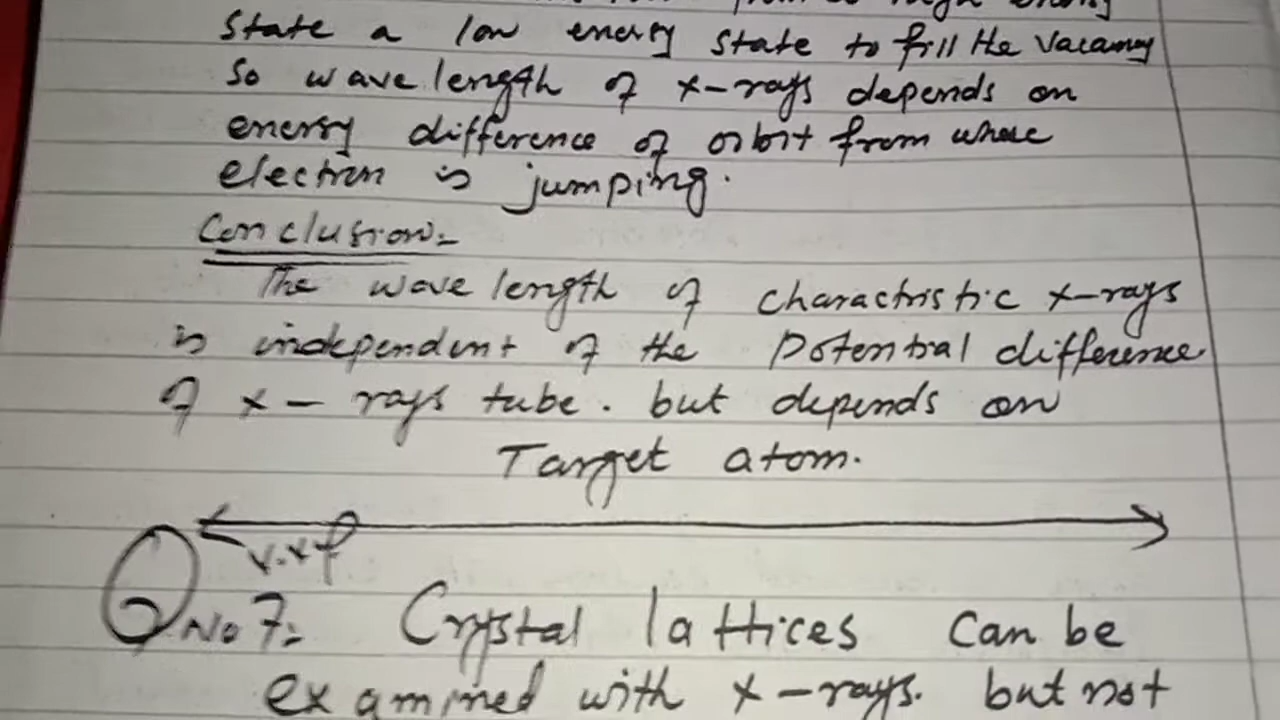 high energy
state a low energy state to fill the vacancy
So wave length of x-rays depends on
energy difference of orbit from where
electron is jumping.
Conclusion:-
The wave length of charactristic x-rays
is independent of the potential difference
of x-rays tube. but depends on
Target atom.
Q No 7:- Crystal lattices can be
examined with x-rays. but not